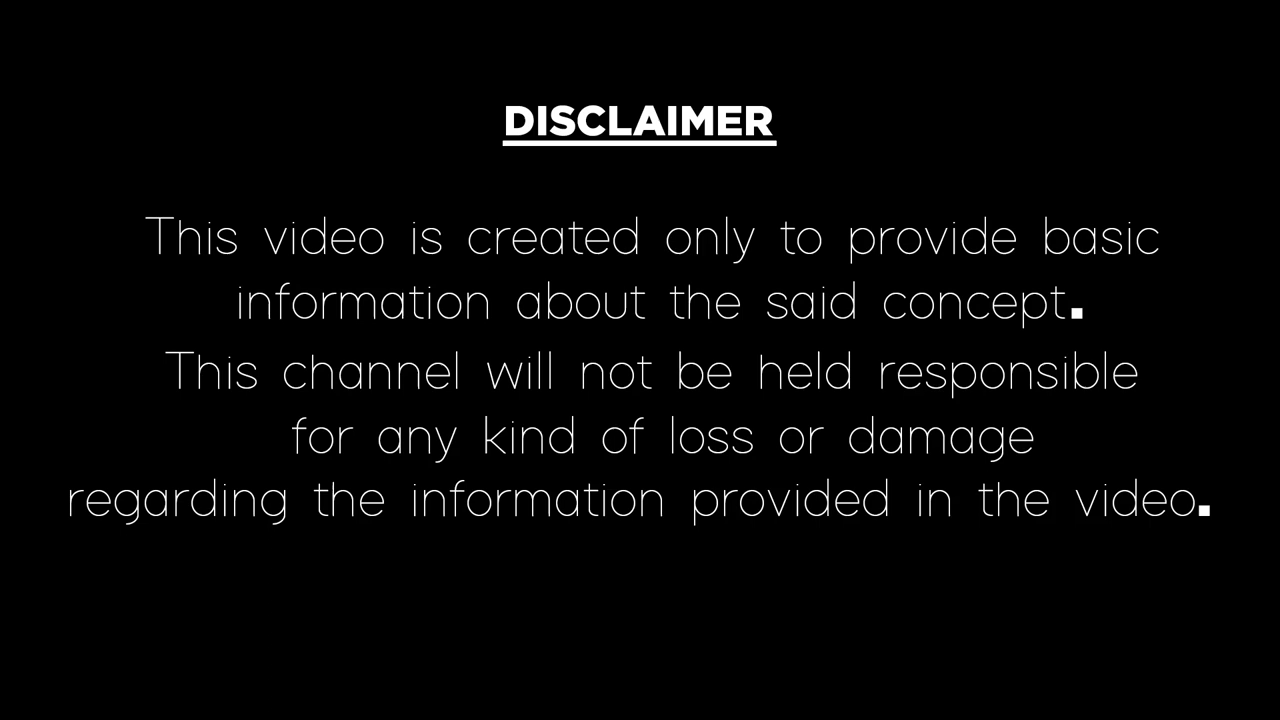 DISCLAIMER
This video is created only to provide basic
information about the said concept.
This channel will not be held responsible
for any kind of loss or damage
regarding the information provided in the video.